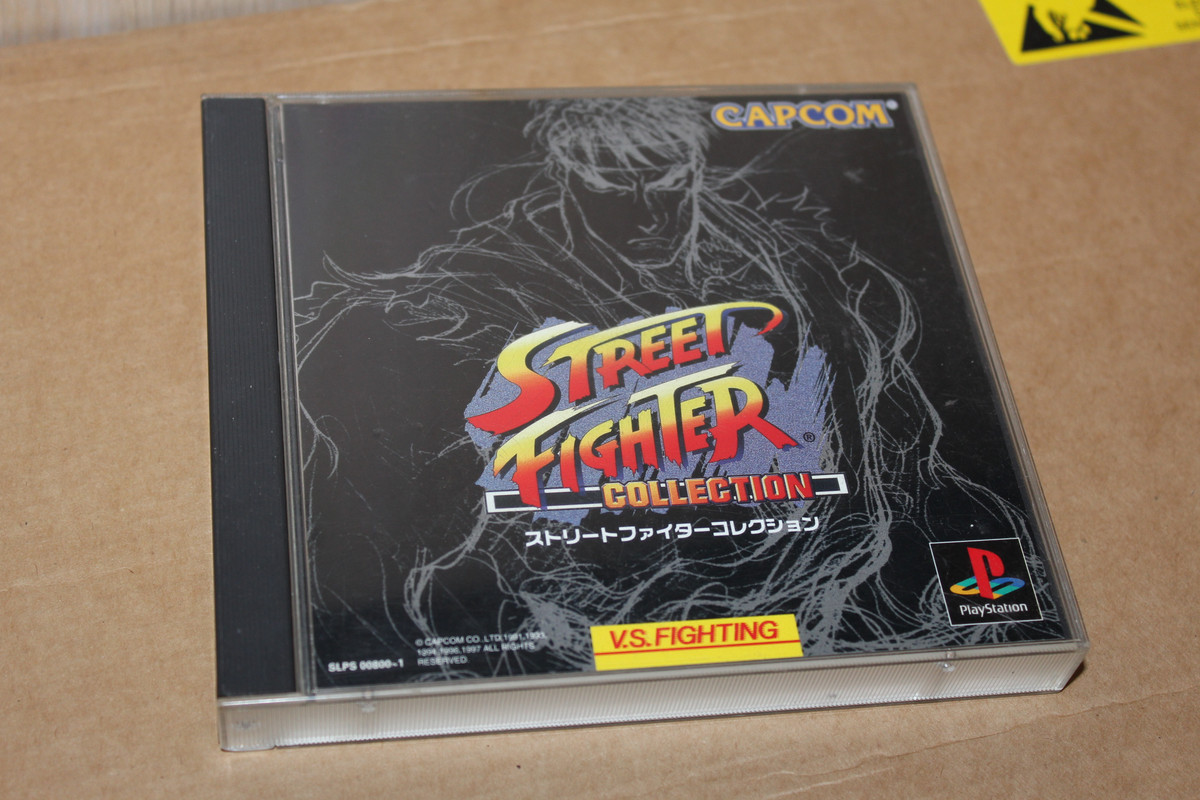 CAPCOM®
STREET
FIGHTER®
COLLECTION
ストリートファイターコレクション
PlayStation
V.S.FIGHTING
© CAPCOM CO.,LTD.1991,1993,
1994,1996,1997 ALL RIGHTS
RESERVED.
SLPS 00800~1